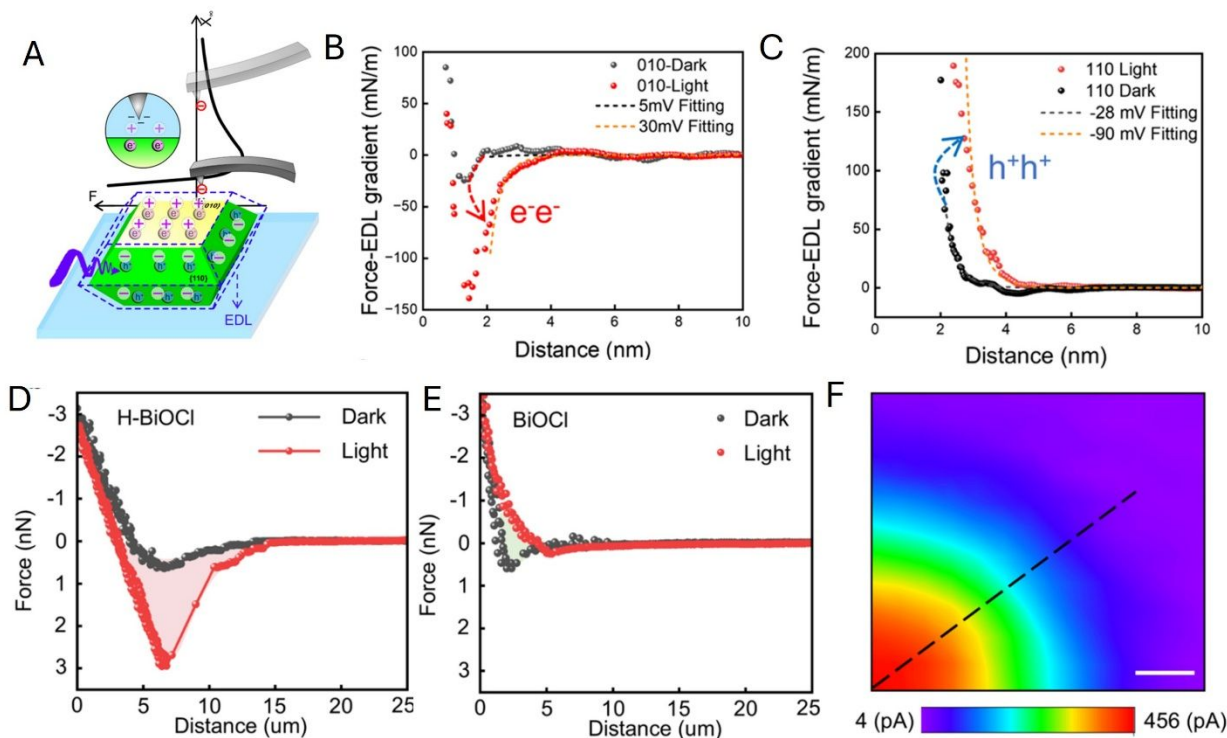 A
F
{010}
{110}
EDL
e⁻ e⁻
B
Force-EDL gradient (mN/m)
100
50
0
−50
−100
−150
010-Dark
010-Light
5mV Fitting
30mV Fitting
e⁻e⁻
0 2 4 6 8 10
Distance (nm)
C
Force-EDL gradient (mN/m)
200
150
100
50
0
110 Light
110 Dark
-28 mV Fitting
-90 mV Fitting
h⁺h⁺
0 2 4 6 8 10
Distance (nm)
D
Force (nN)
-3
-2
-1
0
1
2
3
H-BiOCl
Dark
Light
0 5 10 15 20 25
Distance (um)
E
Force (nN)
-3
-2
-1
0
1
2
3
BiOCl
Dark
Light
0 5 10 15 20 25
Distance (um)
F
4 (pA) 456 (pA)